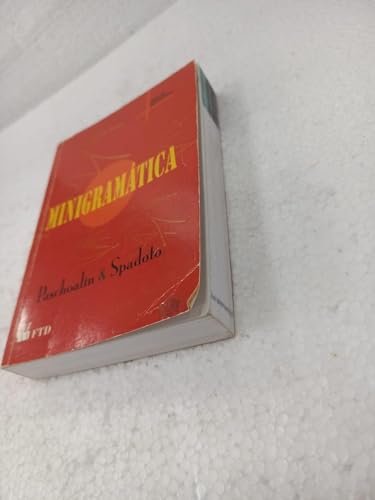 MINIGRAMÁTICA
Paschoalin & Spadoto
FTD